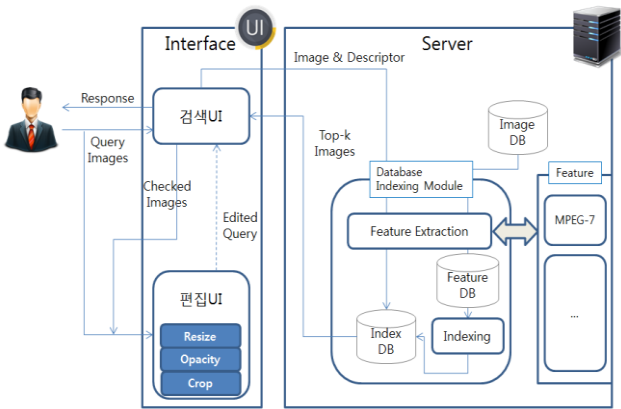 Interface
UI
Server
Image & Descriptor
Response
검색UI
Query
Images
Top-k
Images
Image
DB
Database
Indexing Module
Feature
Checked
Images
Edited
Query
Feature Extraction
MPEG-7
편집UI
Feature
DB
Resize
Opacity
Crop
Index
DB
Indexing
...